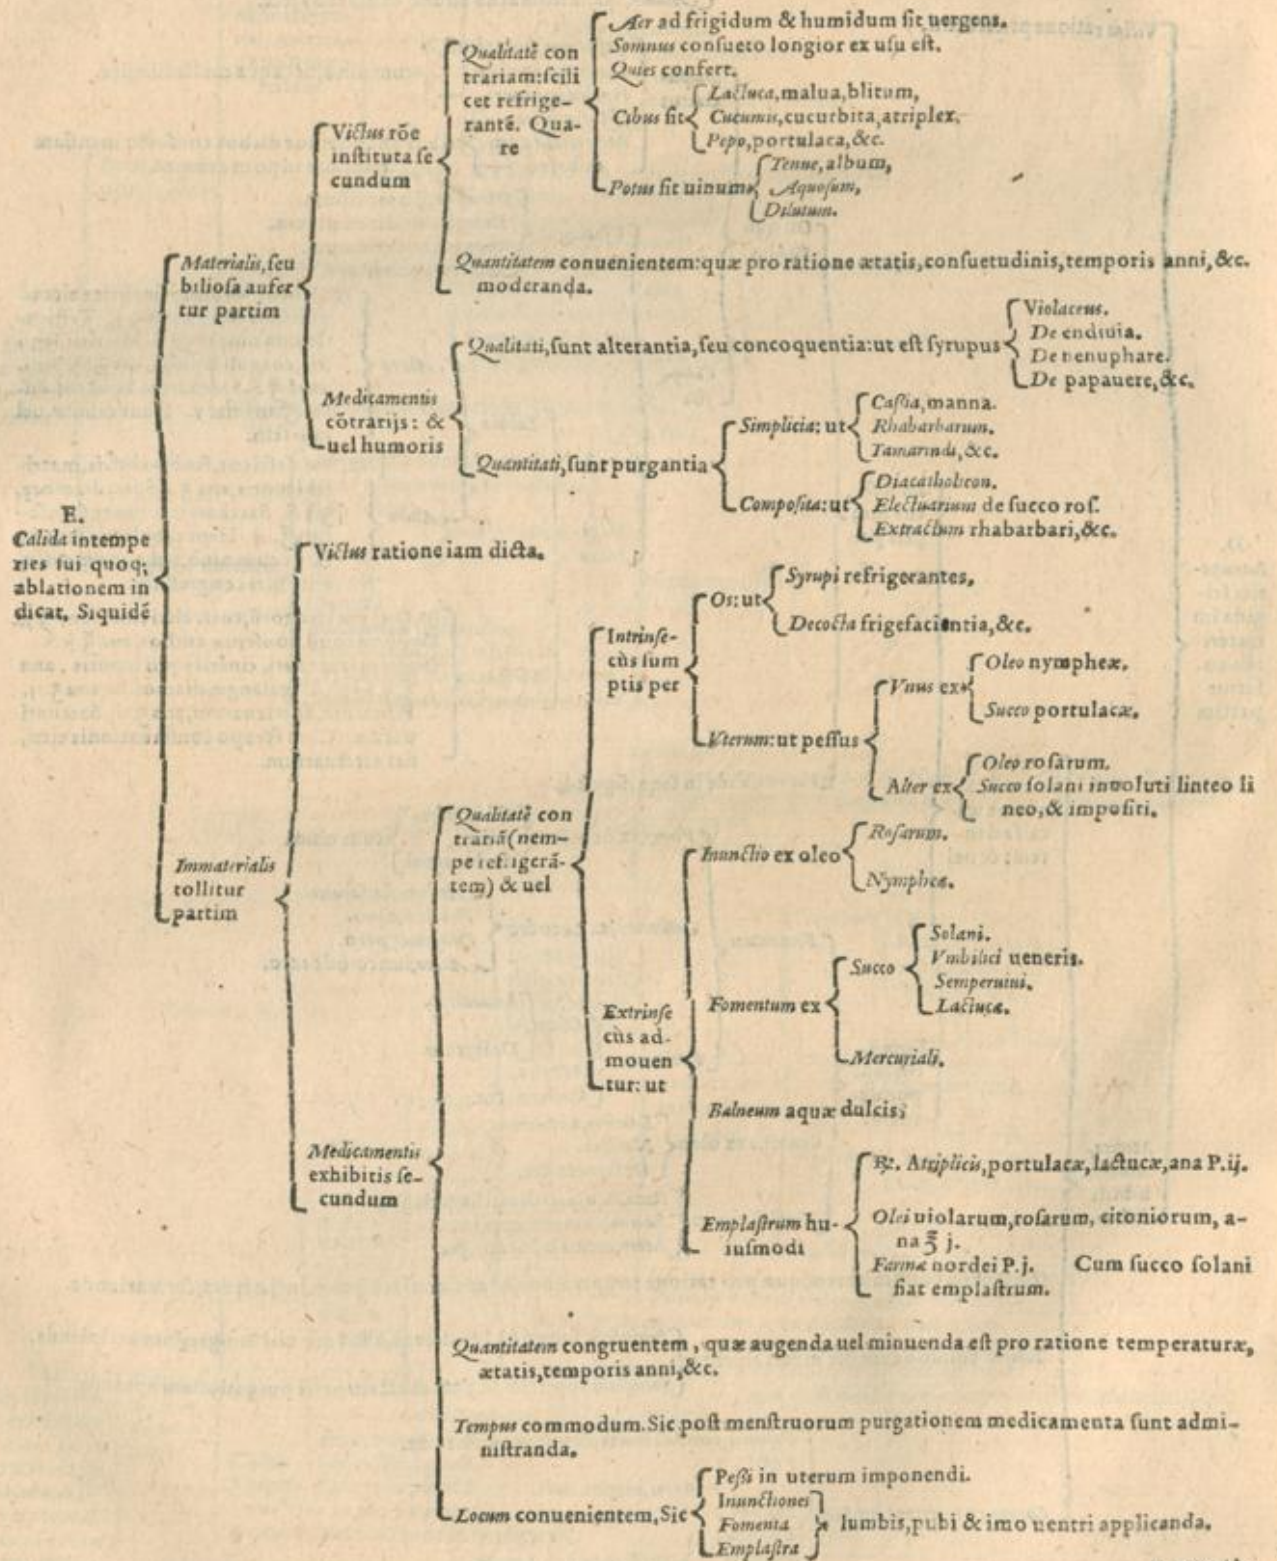 E.
Calida intempe
ries sui quoq;
ablationem in
dicat. Siquidē
Materialis, seu
biliosa aufer
tur partim
Victus rōe
instituta se
cundum
Qualitatē con
trariam: scili
cet refrige-
rantē. Qua-
re
Aer ad frigidum & humidum sit uergens.
Somnus consueto longior ex usu est.
Quies confert.
Cibus sit
Lactuca, malua, blitum,
Cucumis, cucurbita, atriplex.
Pepo, portulaca, &c.
Potus sit uinum
Tenue, album,
Aquosum,
Dilutum.
Quantitatem conuenientem: quæ pro ratione ætatis, consuetudinis, temporis anni, &c.
moderanda.
Medicamentis
cōtrarijs: &
uel humoris
Qualitati, sunt alterantia, seu concoquentia: ut est syrupus
Violaceus.
De endiuia.
De nenuphare.
De papauere, &c.
Quantitati, sunt purgantia
Simplicia: ut
Cassia, manna.
Rhabarbarum.
Tamarindi, &c.
Composita: ut
Diacatholicon.
Electuarium de succo ros.
Extractum rhabarbari, &c.
Immaterialis
tollitur
partim
Victus ratione iam dicta.
Medicamentis
exhibitis se-
cundum
Qualitatē con
trariā (nem-
pe refrigerā-
tem) & uel
Intrinse-
cùs sum
ptis per
Os: ut
Syrupi refrigerantes,
Decocta frigefacientia, &c.
Vterum: ut pessus
Vnus ex
Oleo nympheæ.
Succo portulacæ.
Alter ex
Oleo rosarum.
Succo solani inuoluti linteo li
neo, & impositi.
Extrinse
cùs ad-
mouen
tur: ut
Inunctio ex oleo
Rosarum.
Nympheæ.
Fomentum ex
Succo
Solani.
Vmbilici ueneris.
Semperuiui.
Lactucæ.
Mercuriali.
Balneum aquæ dulcis;
Emplastrum hu-
iusmodi
℞. Atriplicis, portulacæ, lactucæ, ana P. ij.
Olei uiolarum, rosarum, citoniorum, a-
na ℥ j.
Farinæ hordei P. j. Cum succo solani
fiat emplastrum.
Quantitatem congruentem, quæ augenda uel minuenda est pro ratione temperaturæ,
ætatis, temporis anni, &c.
Tempus commodum. Sic post menstruorum purgationem medicamenta sunt admi-
nistranda.
Locum conuenientem, Sic
Pessi in uterum imponendi.
Inunctiones
Fomenta
Emplastra
lumbis, pubi & imo uentri applicanda.